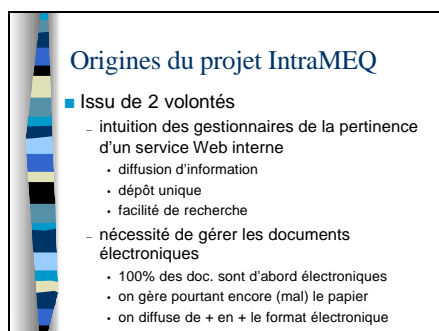 Origines du projet IntraMEQ
■ Issu de 2 volontés
– intuition des gestionnaires de la pertinence
d'un service Web interne
• diffusion d'information
• dépôt unique
• facilité de recherche
– nécessité de gérer les documents
électroniques
• 100% des doc. sont d'abord électroniques
• on gère pourtant encore (mal) le papier
• on diffuse de + en + le format électronique